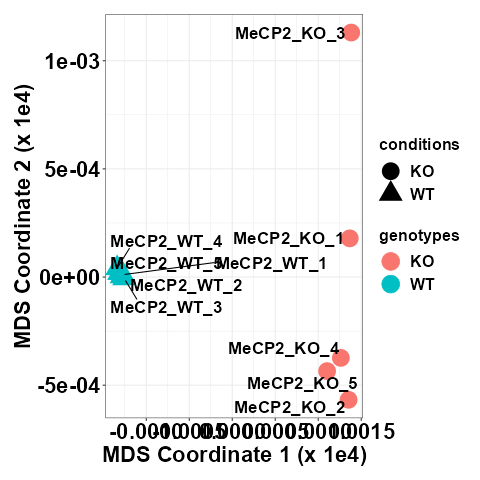 MeCP2_KO_3
1e-03
conditions
KO
WT
5e-04
genotypes
KO
WT
MeCP2_KO_1
MeCP2_WT_4
MeCP2_WT_5
MeCP2_WT_1
0e+00
MeCP2_WT_2
MeCP2_WT_3
MeCP2_KO_4
MeCP2_KO_5
-5e-04
MeCP2_KO_2
MDS Coordinate 2 (x 1e4)
MDS Coordinate 1 (x 1e4)